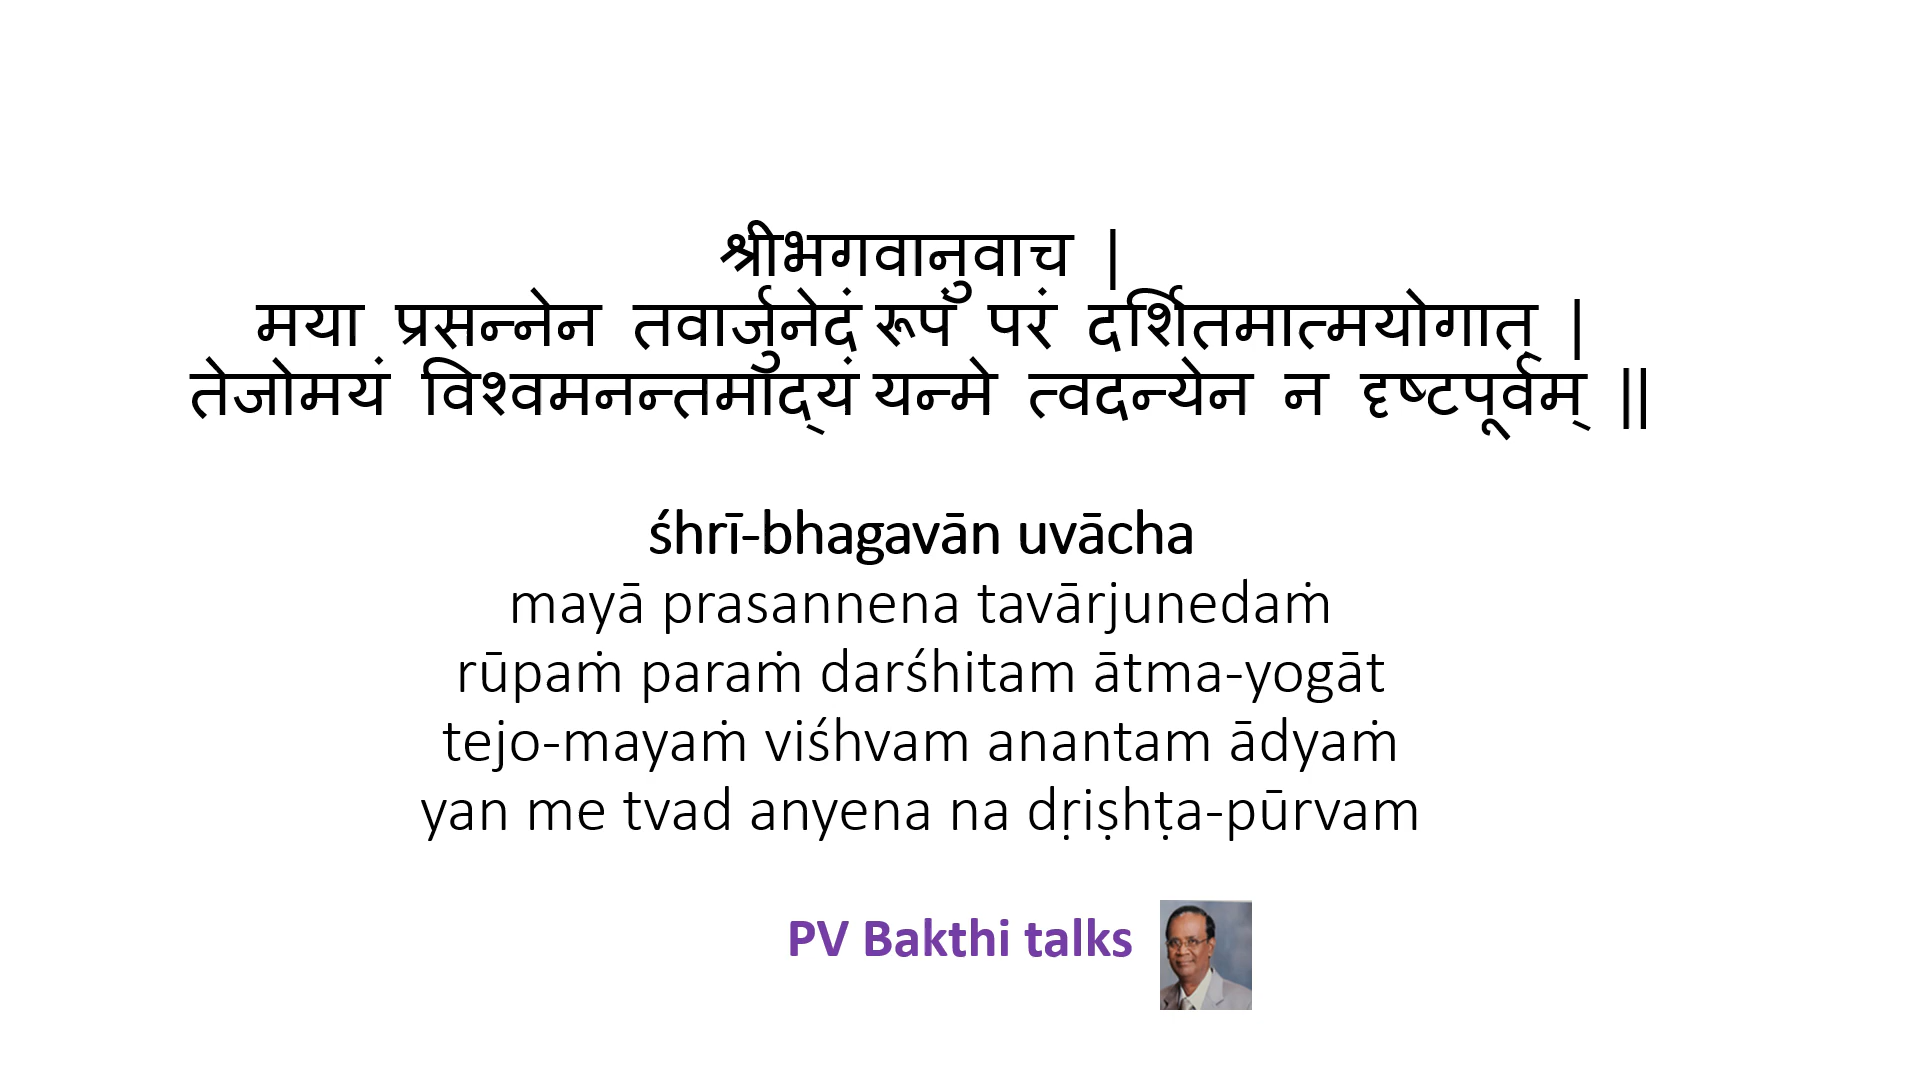 श्रीभगवानुवाच |
मया प्रसन्नेन तवार्जुनेदं रूपं परं दर्शितमात्मयोगात् |
तेजोमयं विश्वमनन्तमाद्यं यन्मे त्वदन्येन न दृष्टपूर्वम् ||
śhrī-bhagavān uvācha
mayā prasannena tavārjunedaṁ
rūpaṁ paraṁ darśhitam ātma-yogāt
tejo-mayaṁ viśhvam anantam ādyaṁ
yan me tvad anyena na dṛiṣhṭa-pūrvam
PV Bakthi talks